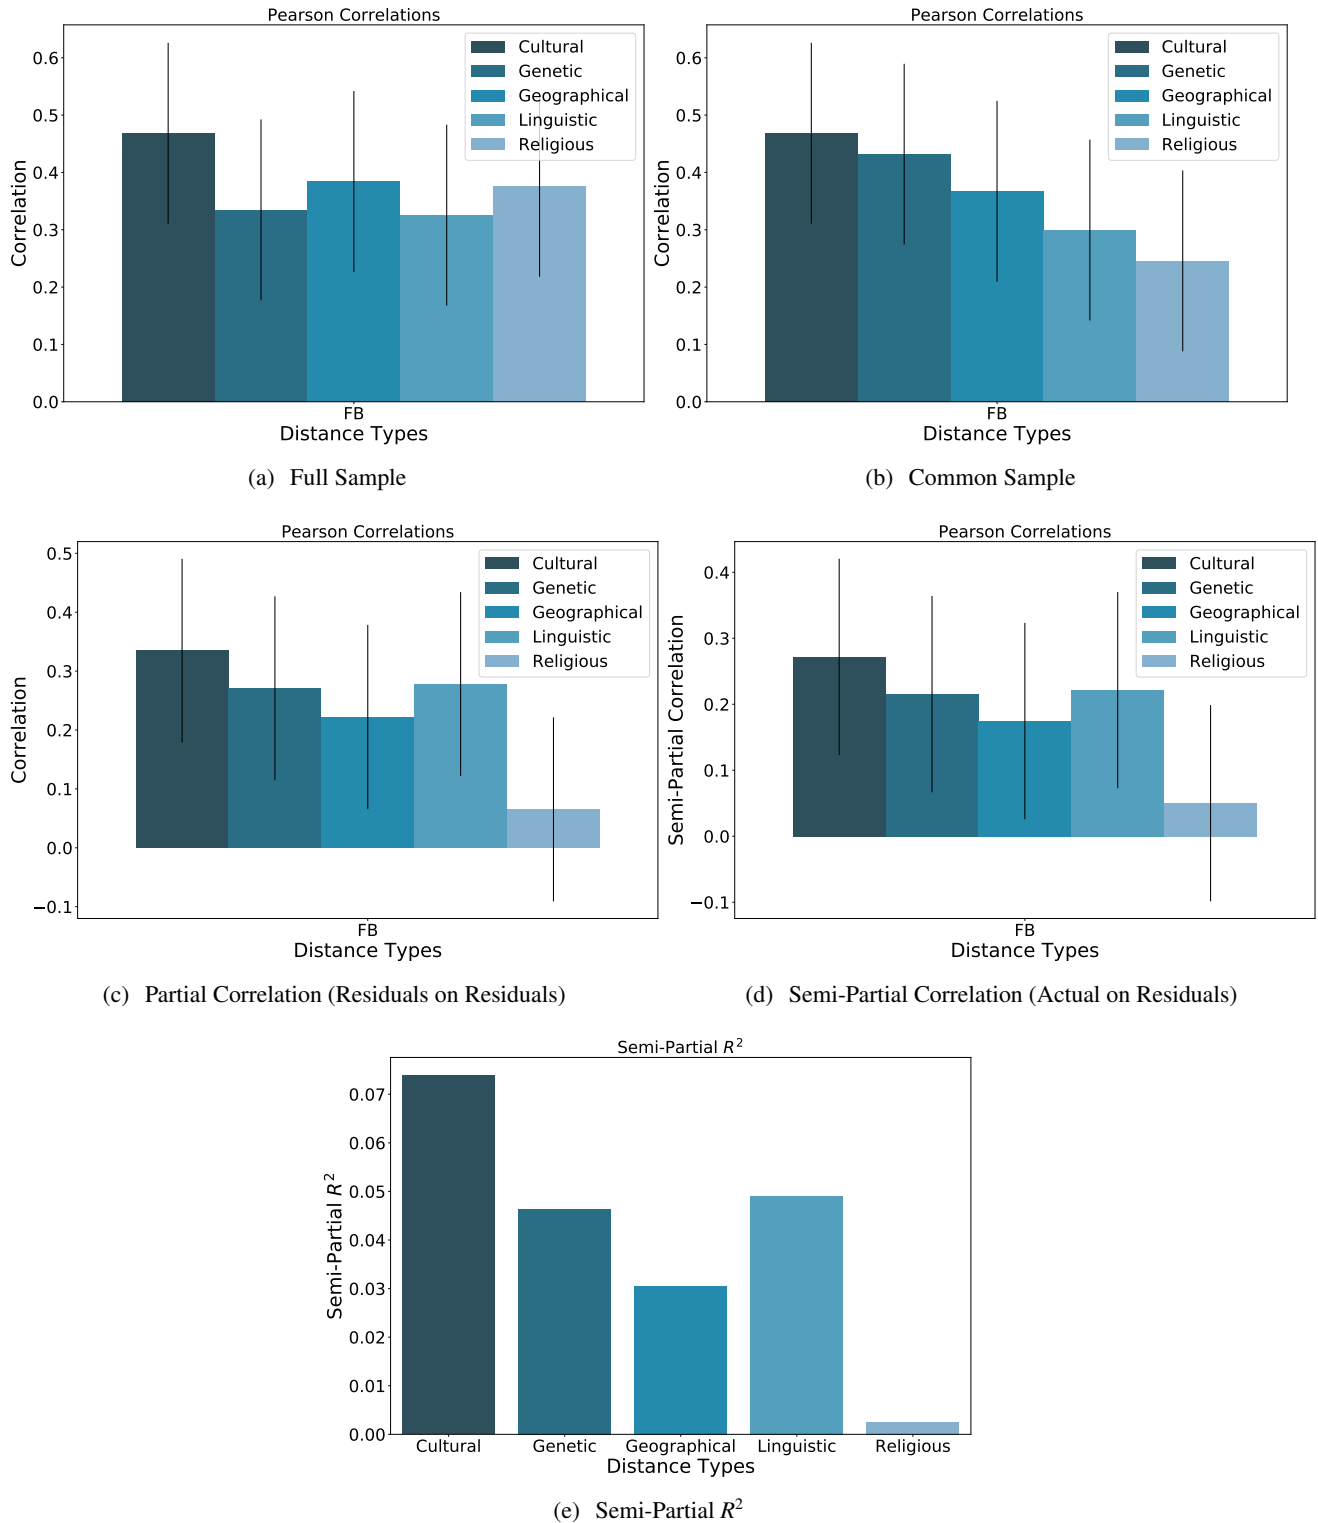 Pearson Correlations
Correlation
0.6
0.5
0.4
0.3
0.2
0.1
0.0
Cultural
Genetic
Geographical
Linguistic
Religious
FB
Distance Types
(a) Full Sample
Pearson Correlations
Correlation
0.6
0.5
0.4
0.3
0.2
0.1
0.0
Cultural
Genetic
Geographical
Linguistic
Religious
FB
Distance Types
(b) Common Sample
Pearson Correlations
Correlation
0.5
0.4
0.3
0.2
0.1
0.0
−0.1
Cultural
Genetic
Geographical
Linguistic
Religious
FB
Distance Types
(c) Partial Correlation (Residuals on Residuals)
Pearson Correlations
Semi-Partial Correlation
0.4
0.3
0.2
0.1
0.0
−0.1
Cultural
Genetic
Geographical
Linguistic
Religious
FB
Distance Types
(d) Semi-Partial Correlation (Actual on Residuals)
Semi-Partial R²
Semi-Partial R²
0.07
0.06
0.05
0.04
0.03
0.02
0.01
0.00
Cultural Genetic Geographical Linguistic Religious
Distance Types
(e) Semi-Partial R²